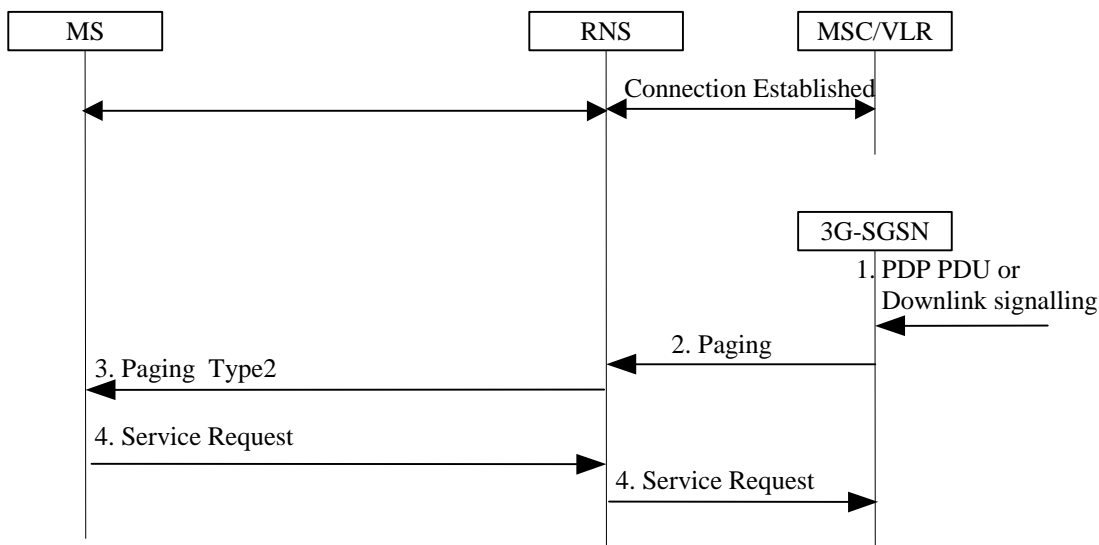 MS
RNS
MSC/VLR
Connection Established
3G-SGSN
1. PDP PDU or
Downlink signalling
2. Paging
3. Paging Type2
4. Service Request
4. Service Request